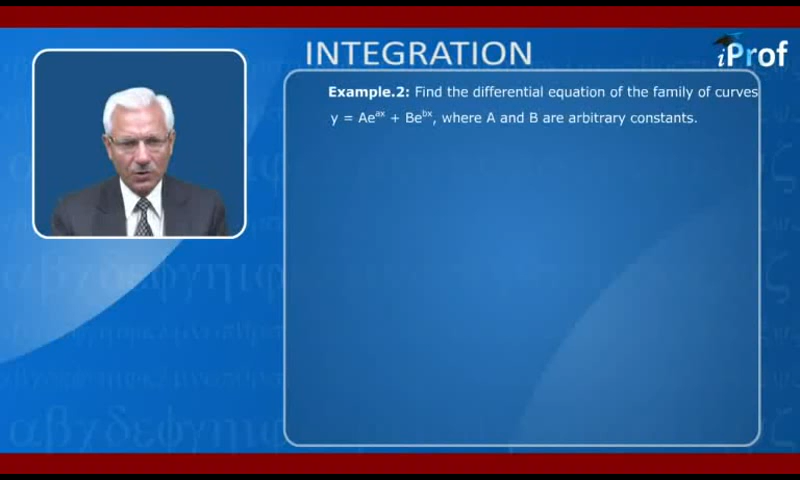 INTEGRATION
iProf
Example.2: Find the differential equation of the family of curves
y = Ae^ax + Be^bx, where A and B are arbitrary constants.